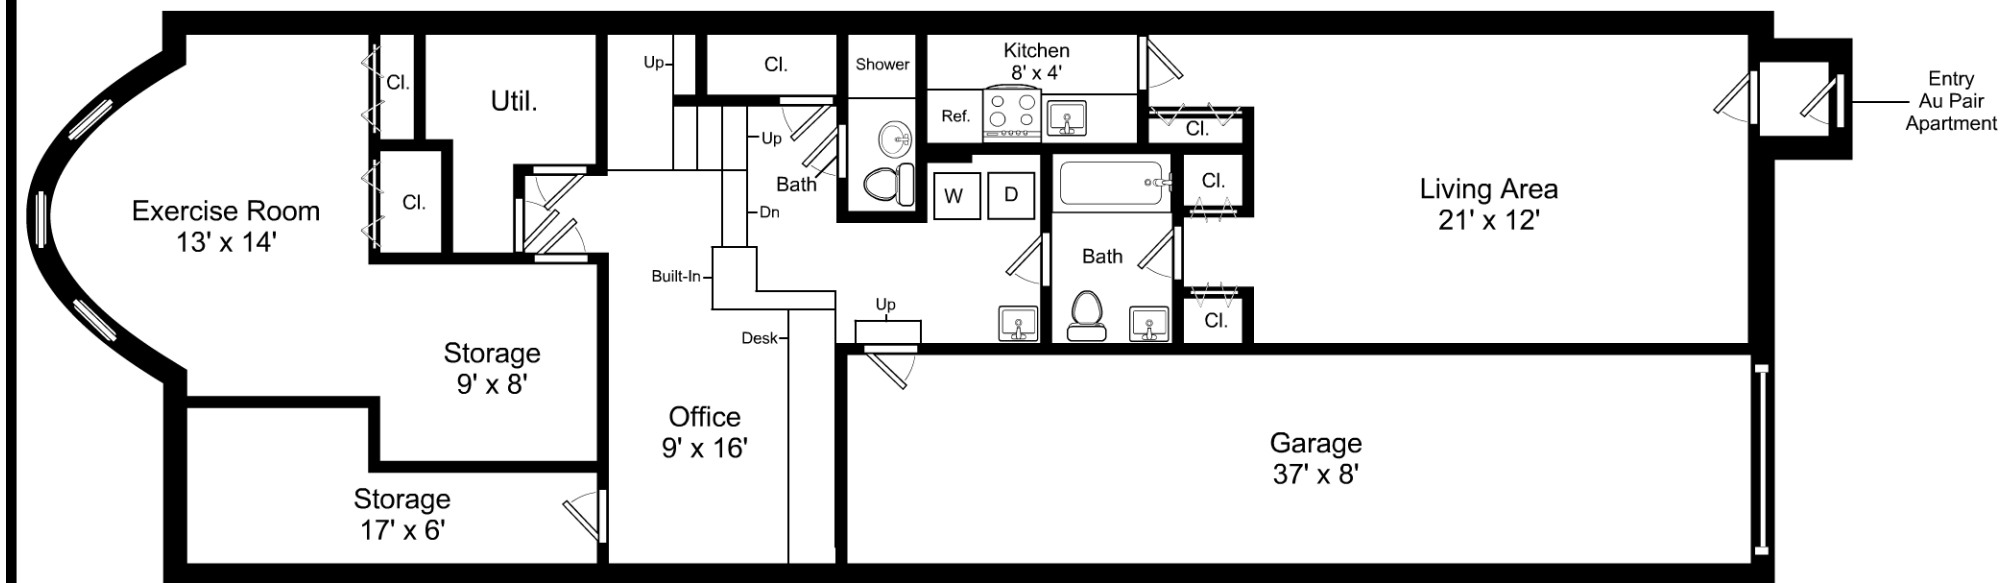 Up
Cl.
Shower
Kitchen
8' x 4'
Cl.
Util.
Entry
Au Pair
Apartment
Ref.
Cl.
Up
Bath
W
D
Cl.
Cl.
Living Area
21' x 12'
Exercise Room
13' x 14'
Dn
Built-In
Bath
Up
Cl.
Desk
Storage
9' x 8'
Office
9' x 16'
Garage
37' x 8'
Storage
17' x 6'